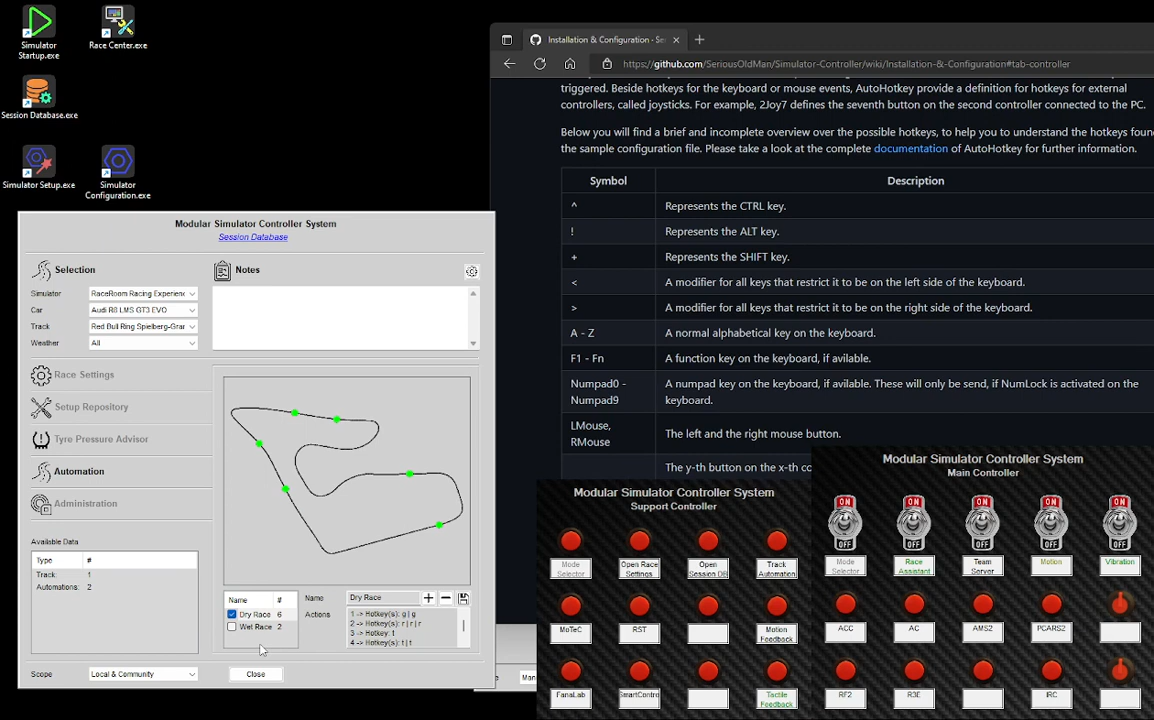 Simulator
Startup.exe
Race Center.exe
Session Database.exe
Simulator Setup.exe
Simulator
Configuration.exe
Modular Simulator Controller System
Session Database
Selection
Simulator
RaceRoom Racing Experienc
Car
Audi R8 LMS GT3 EVO
Track
Red Bull Ring Spielberg-Gran
Weather
All
Notes
Race Settings
Setup Repository
Tyre Pressure Advisor
Automation
Administration
Available Data
Type #
Track: 1
Automations: 2
Name #
Dry Race 6
Wet Race 2
Name
Dry Race
Actions
1 -> Hotkey(s): g | g
2 -> Hotkey(s): r | r | r
3 -> Hotkey: t
4 -> Hotkey(s): t | t
Scope
Local & Community
Close
Installation & Configuration · Se
https://github.com/SeriousOldMan/Simulator-Controller/wiki/Installation-&-Configuration#tab-controller
triggered. Beside hotkeys for the keyboard or mouse events, AutoHotkey provide a definition for hotkeys for external
controllers, called joysticks. For example, 2Joy7 defines the seventh button on the second controller connected to the PC.
Below you will find a brief and incomplete overview over the possible hotkeys, to help you to understand the hotkeys foun
the sample configuration file. Please take a look at the complete documentation of AutoHotkey for further information.
Symbol Description
^ Represents the CTRL key.
! Represents the ALT key.
+ Represents the SHIFT key.
< A modifier for all keys that restrict it to be on the left side of the keyboard.
> A modifier for all keys that restrict it to be on the right side of the keyboard.
A - Z A normal alphabetical key on the keyboard.
F1 - Fn A function key on the keyboard, if avilable.
Numpad0 -
Numpad9
A numpad key on the keyboard, if avilable. These will only be send, if NumLock is activated on the
keyboard.
LMouse,
RMouse
The left and the right mouse button.
The y-th button on the x-th co
Man
Modular Simulator Controller System
Support Controller
Mode
Selector
Open Race
Settings
Open
Session DB
Track
Automation
MoTeC
RST
Motion
Feedback
FanaLab
SmartContro
Tactile
Feedback
Modular Simulator Controller System
Main Controller
ON ON ON ON ON
OFF OFF OFF OFF OFF
Mode
Selector
Race
Assistant
Team
Server
Motion
Vibration
ACC
AC
AMS2
PCARS2
RF2
R3E
IRC